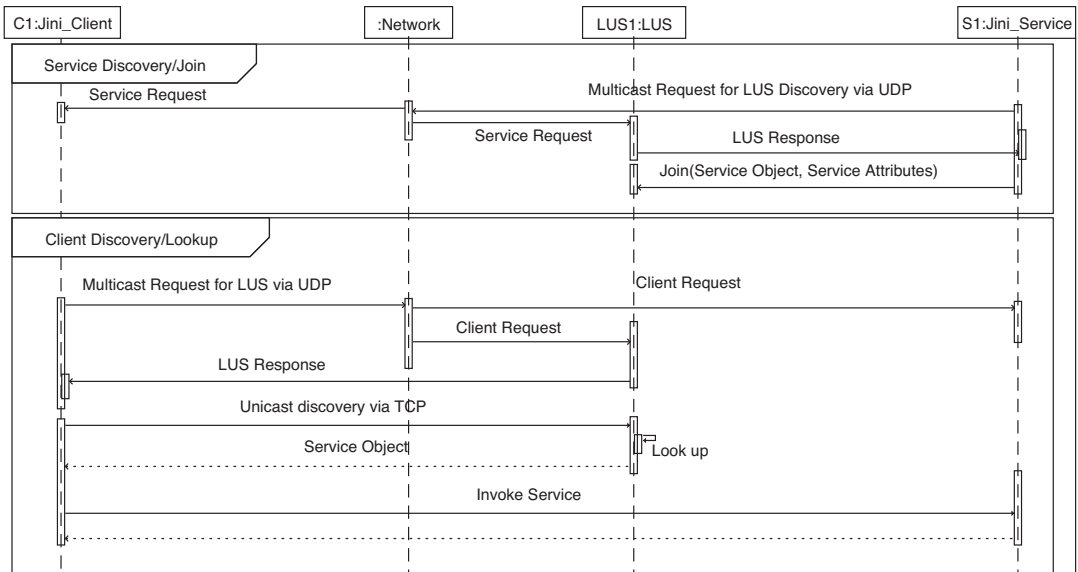 C1:Jini_Client
:Network
LUS1:LUS
S1:Jini_Service
Service Discovery/Join
Service Request
Multicast Request for LUS Discovery via UDP
Service Request
LUS Response
Join(Service Object, Service Attributes)
Client Discovery/Lookup
Multicast Request for LUS via UDP
Client Request
Client Request
LUS Response
Unicast discovery via TCP
Service Object
Look up
Invoke Service